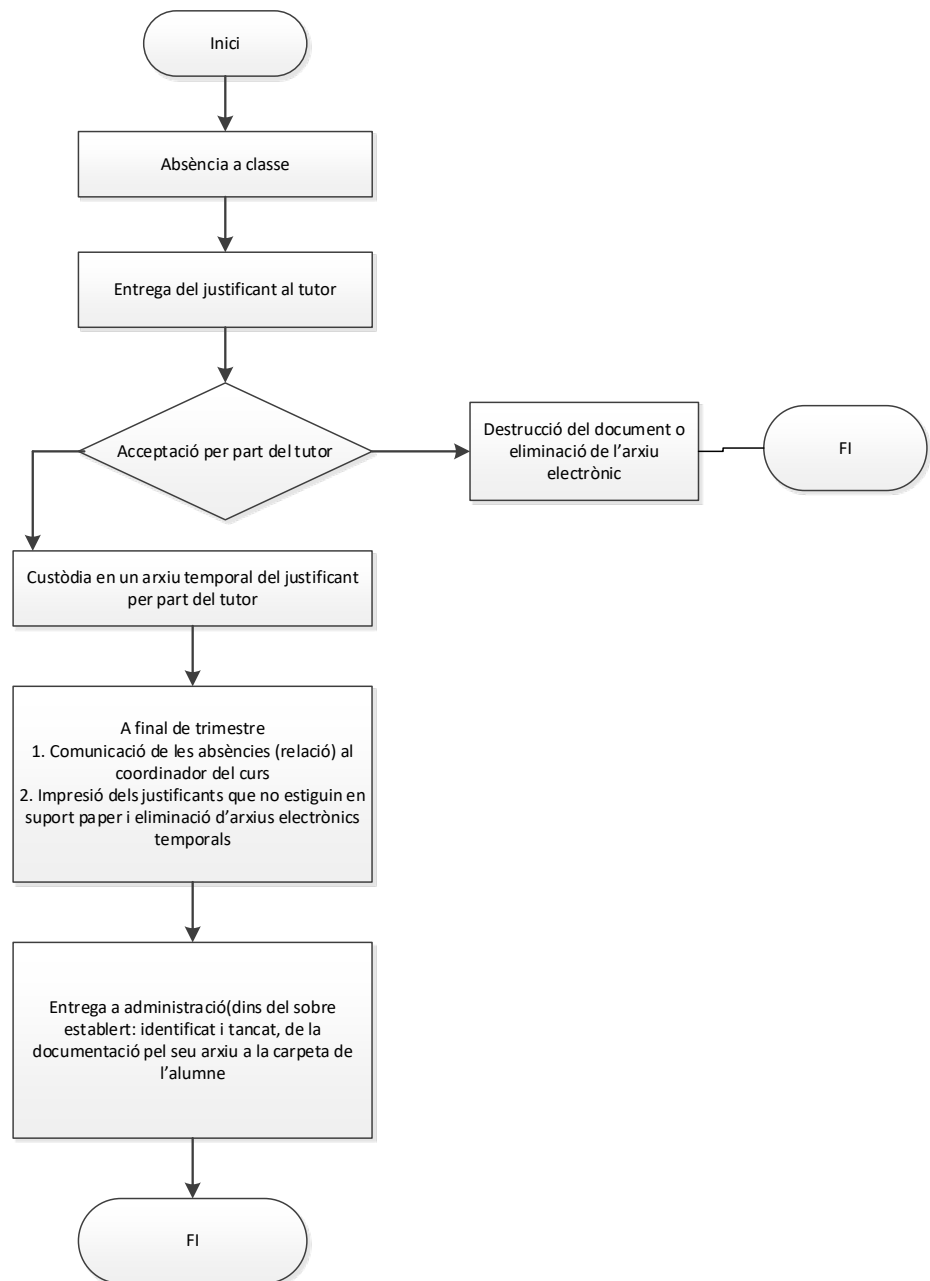 Inici
Absència a classe
Entrega del justificant al tutor
Acceptació per part del tutor
Destrucció del document o
eliminació de l’arxiu
electrònic
FI
Custòdia en un arxiu temporal del justificant
per part del tutor
A final de trimestre
1. Comunicació de les absències (relació) al
coordinador del curs
2. Impresió dels justificants que no estiguin en
suport paper i eliminació d’arxius electrònics
temporals
Entrega a administració(dins del sobre
establert: identificat i tancat, de la
documentació pel seu arxiu a la carpeta de
l’alumne
FI